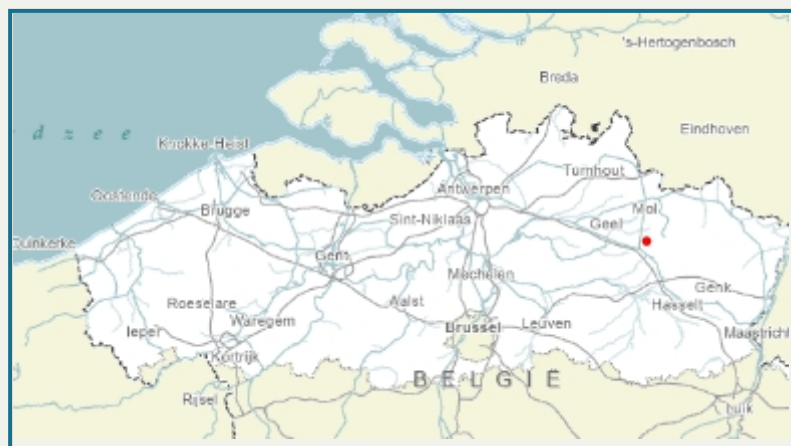 's-Hertogenbosch
Breda
Eindhoven
d z e e
Knokke-Heist
Turnhout
Oostende
Antwerpen
Mol
Brugge
Sint-Niklaas
Geel
Duinkerke
Gent
Mechelen
Genk
Roeselare
Aalst
Hasselt
Waregem
Ieper
Brussel
Leuven
Maastricht
Kortrijk
BELGIË
Rijsel
Luik